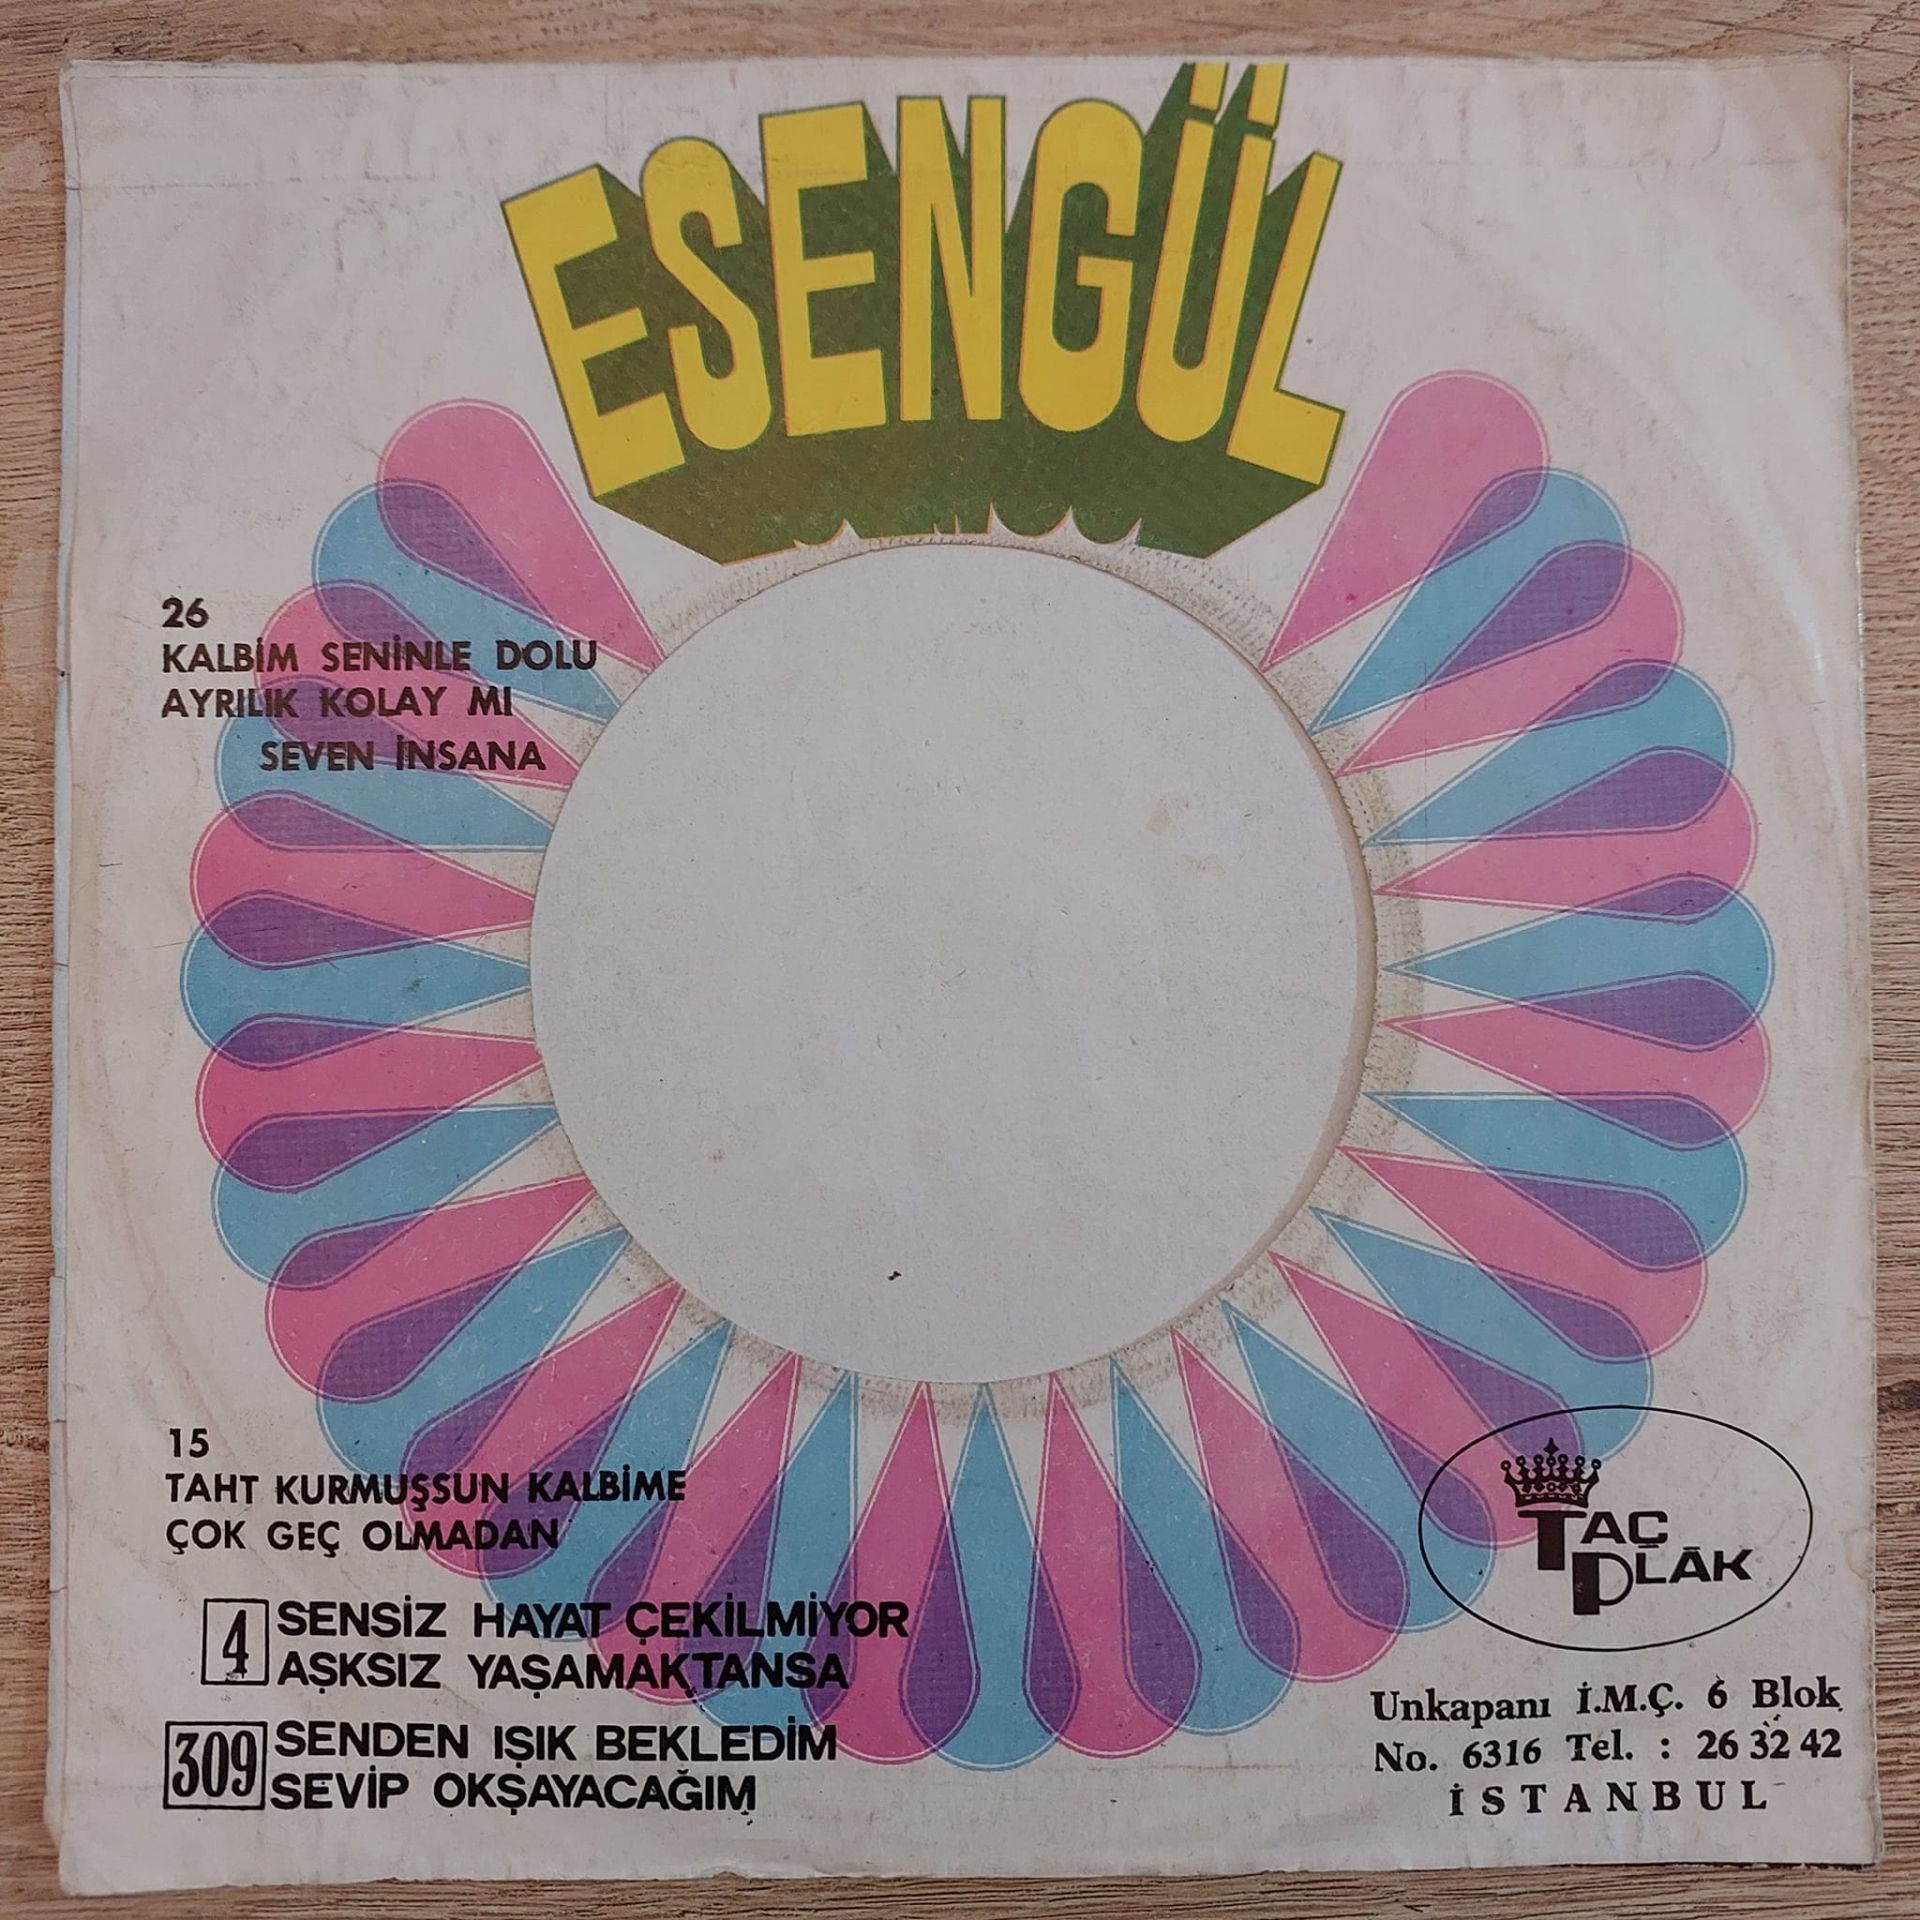 ESENGÜL
26
KALBİM SENİNLE DOLU
AYRILIK KOLAY MI
SEVEN İNSANA
15
TAHT KURMUŞSUN KALBİME
ÇOK GEÇ OLMADAN
4 SENSİZ HAYAT ÇEKİLMİYOR
AŞKSIZ YAŞAMAKTANSA
309 SENDEN IŞIK BEKLEDİM
SEVİP OKŞAYACAĞIM
TAÇ
PLÂK
Unkapanı İ.M.Ç. 6 Blok
No. 6316 Tel. : 26 32 42
İSTANBUL